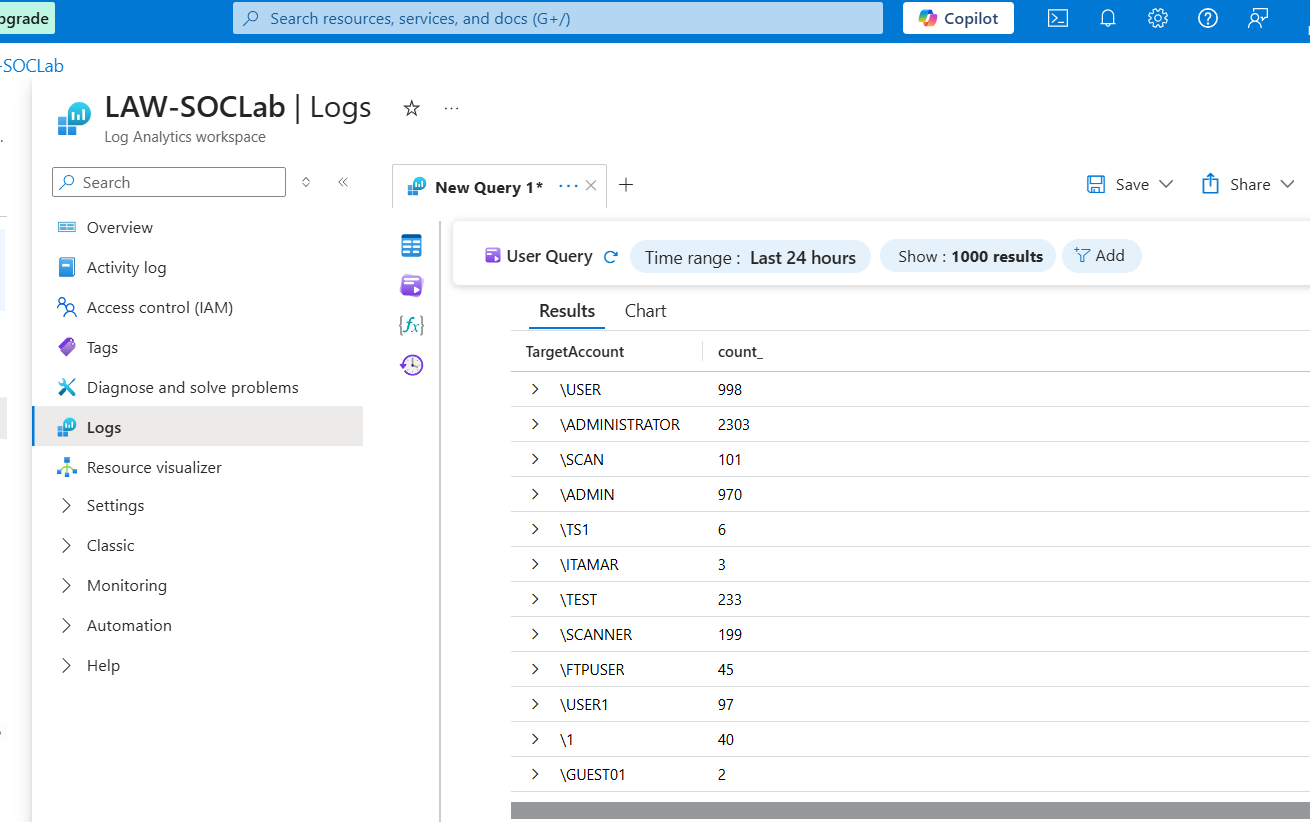 pgrade
Search resources, services, and docs (G+/)
Copilot
-SOCLab
LAW-SOCLab | Logs
Log Analytics workspace
Search
Overview
Activity log
Access control (IAM)
Tags
Diagnose and solve problems
Logs
Resource visualizer
Settings
Classic
Monitoring
Automation
Help
New Query 1*
Save
Share
User Query
Time range : Last 24 hours
Show : 1000 results
Add
{fx}
Results Chart
TargetAccount count_
\USER 998
\ADMINISTRATOR 2303
\SCAN 101
\ADMIN 970
\TS1 6
\ITAMAR 3
\TEST 233
\SCANNER 199
\FTPUSER 45
\USER1 97
\1 40
\GUEST01 2